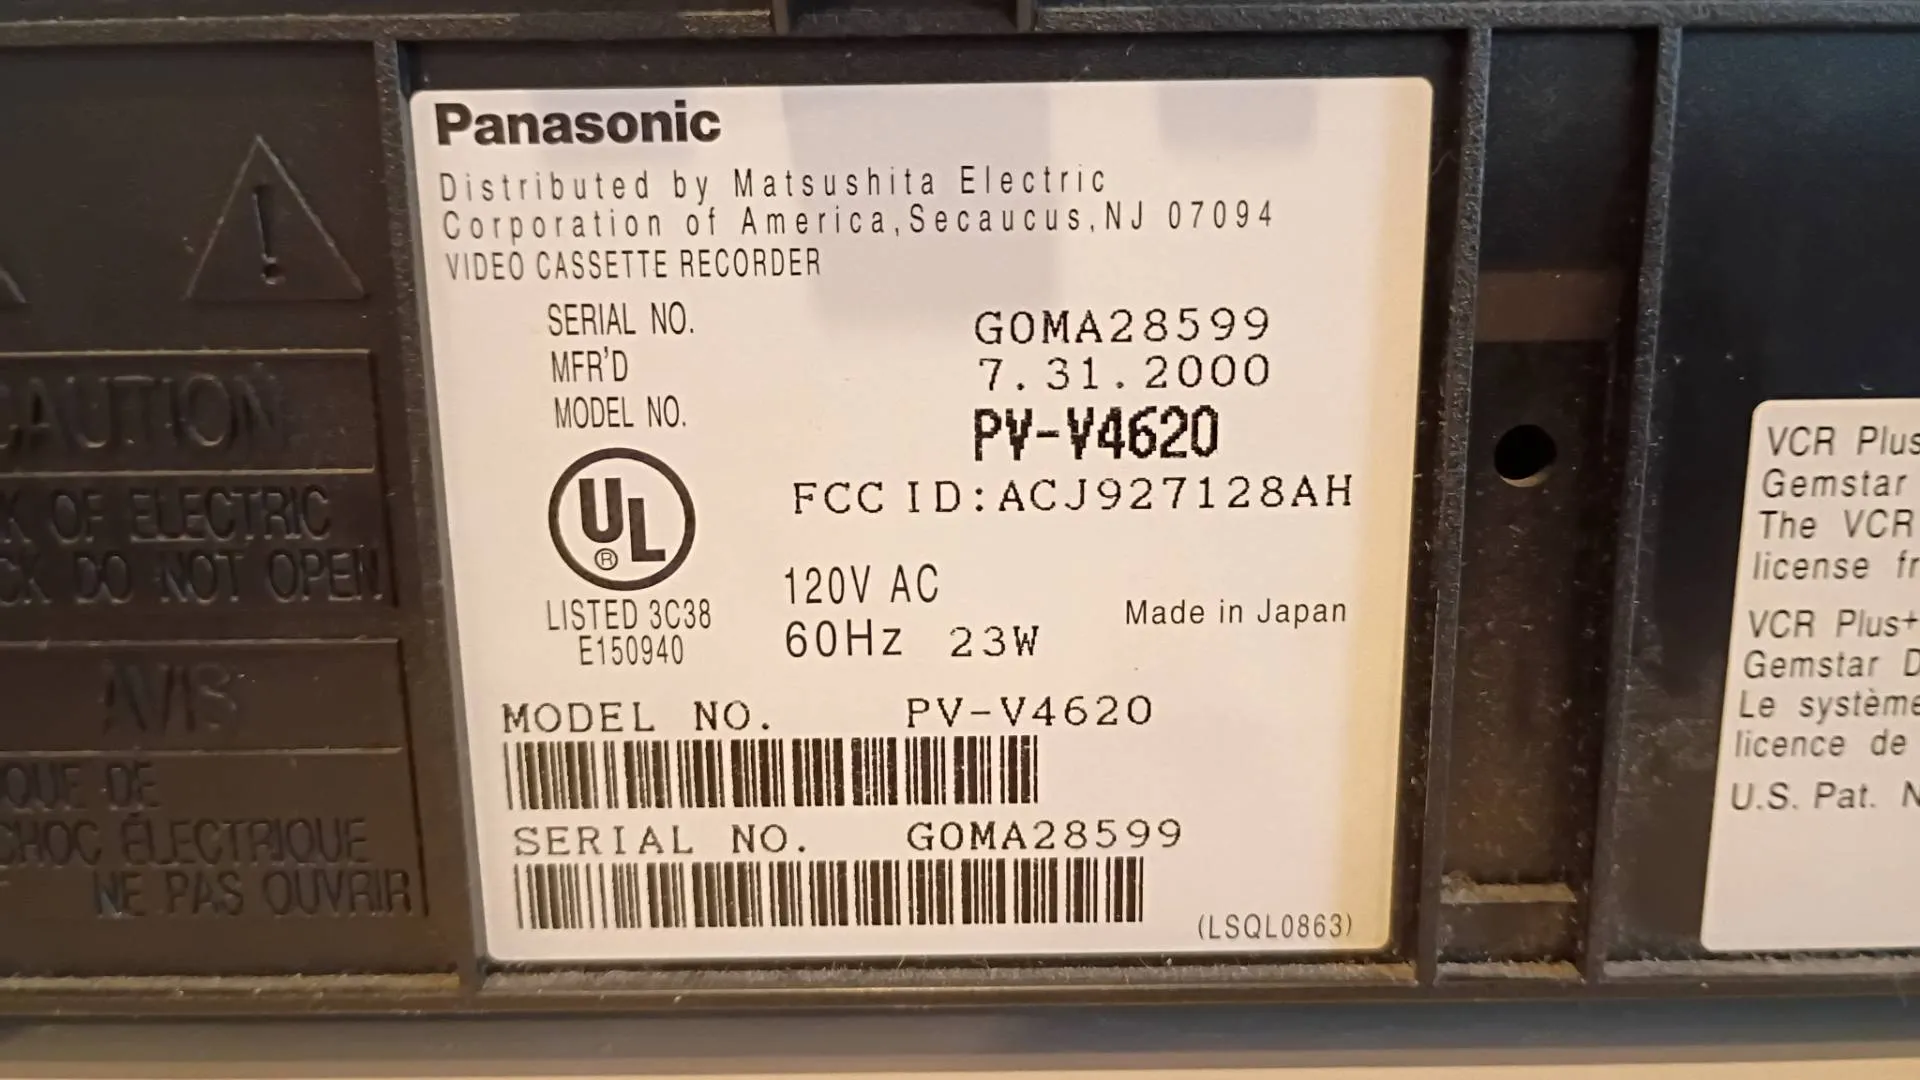 Panasonic
Distributed by Matsushita Electric
Corporation of America, Secaucus, NJ 07094
VIDEO CASSETTE RECORDER
SERIAL NO. GOMA28599
MFR'D 7.31.2000
MODEL NO. PV-V4620
FCC ID:ACJ927128AH
UL
®
LISTED 3C38
E150940
120V AC
60Hz 23W
Made in Japan
MODEL NO. PV-V4620
SERIAL NO. GOMA28599
(LSQL0863)
!
CAUTION
OF ELECTRIC
DO NOT OPEN
AVIS
DE
CHOC ÉLECTRIQUE
NE PAS OUVRIR
VCR Plus
Gemstar
The VCR
license
VCR Plus+
Gemstar
Le système
licence de
U.S. Pat.